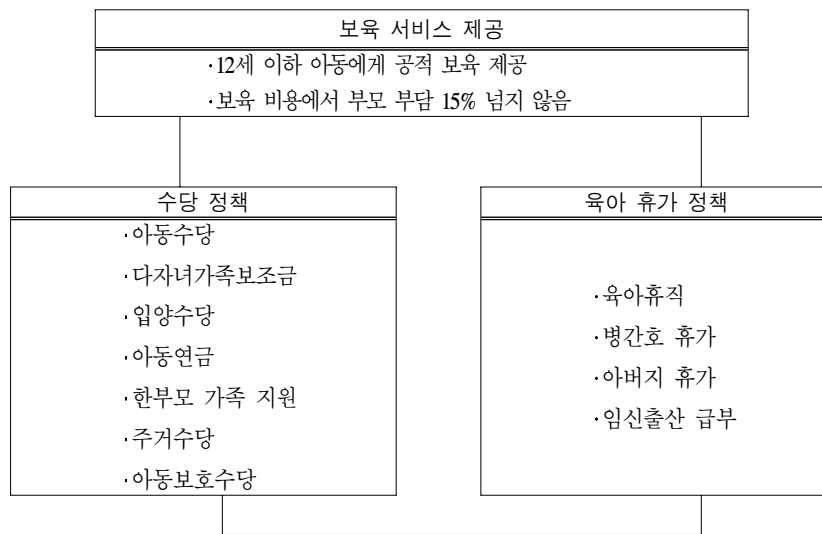 보육 서비스 제공
·12세 이하 아동에게 공적 보육 제공
·보육 비용에서 부모 부담 15% 넘지 않음
수당 정책
·아동수당
·다자녀가족보조금
·입양수당
·아동연금
·한부모 가족 지원
·주거수당
·아동보호수당
육아 휴가 정책
·육아휴직
·병간호 휴가
·아버지 휴가
·임신출산 급부